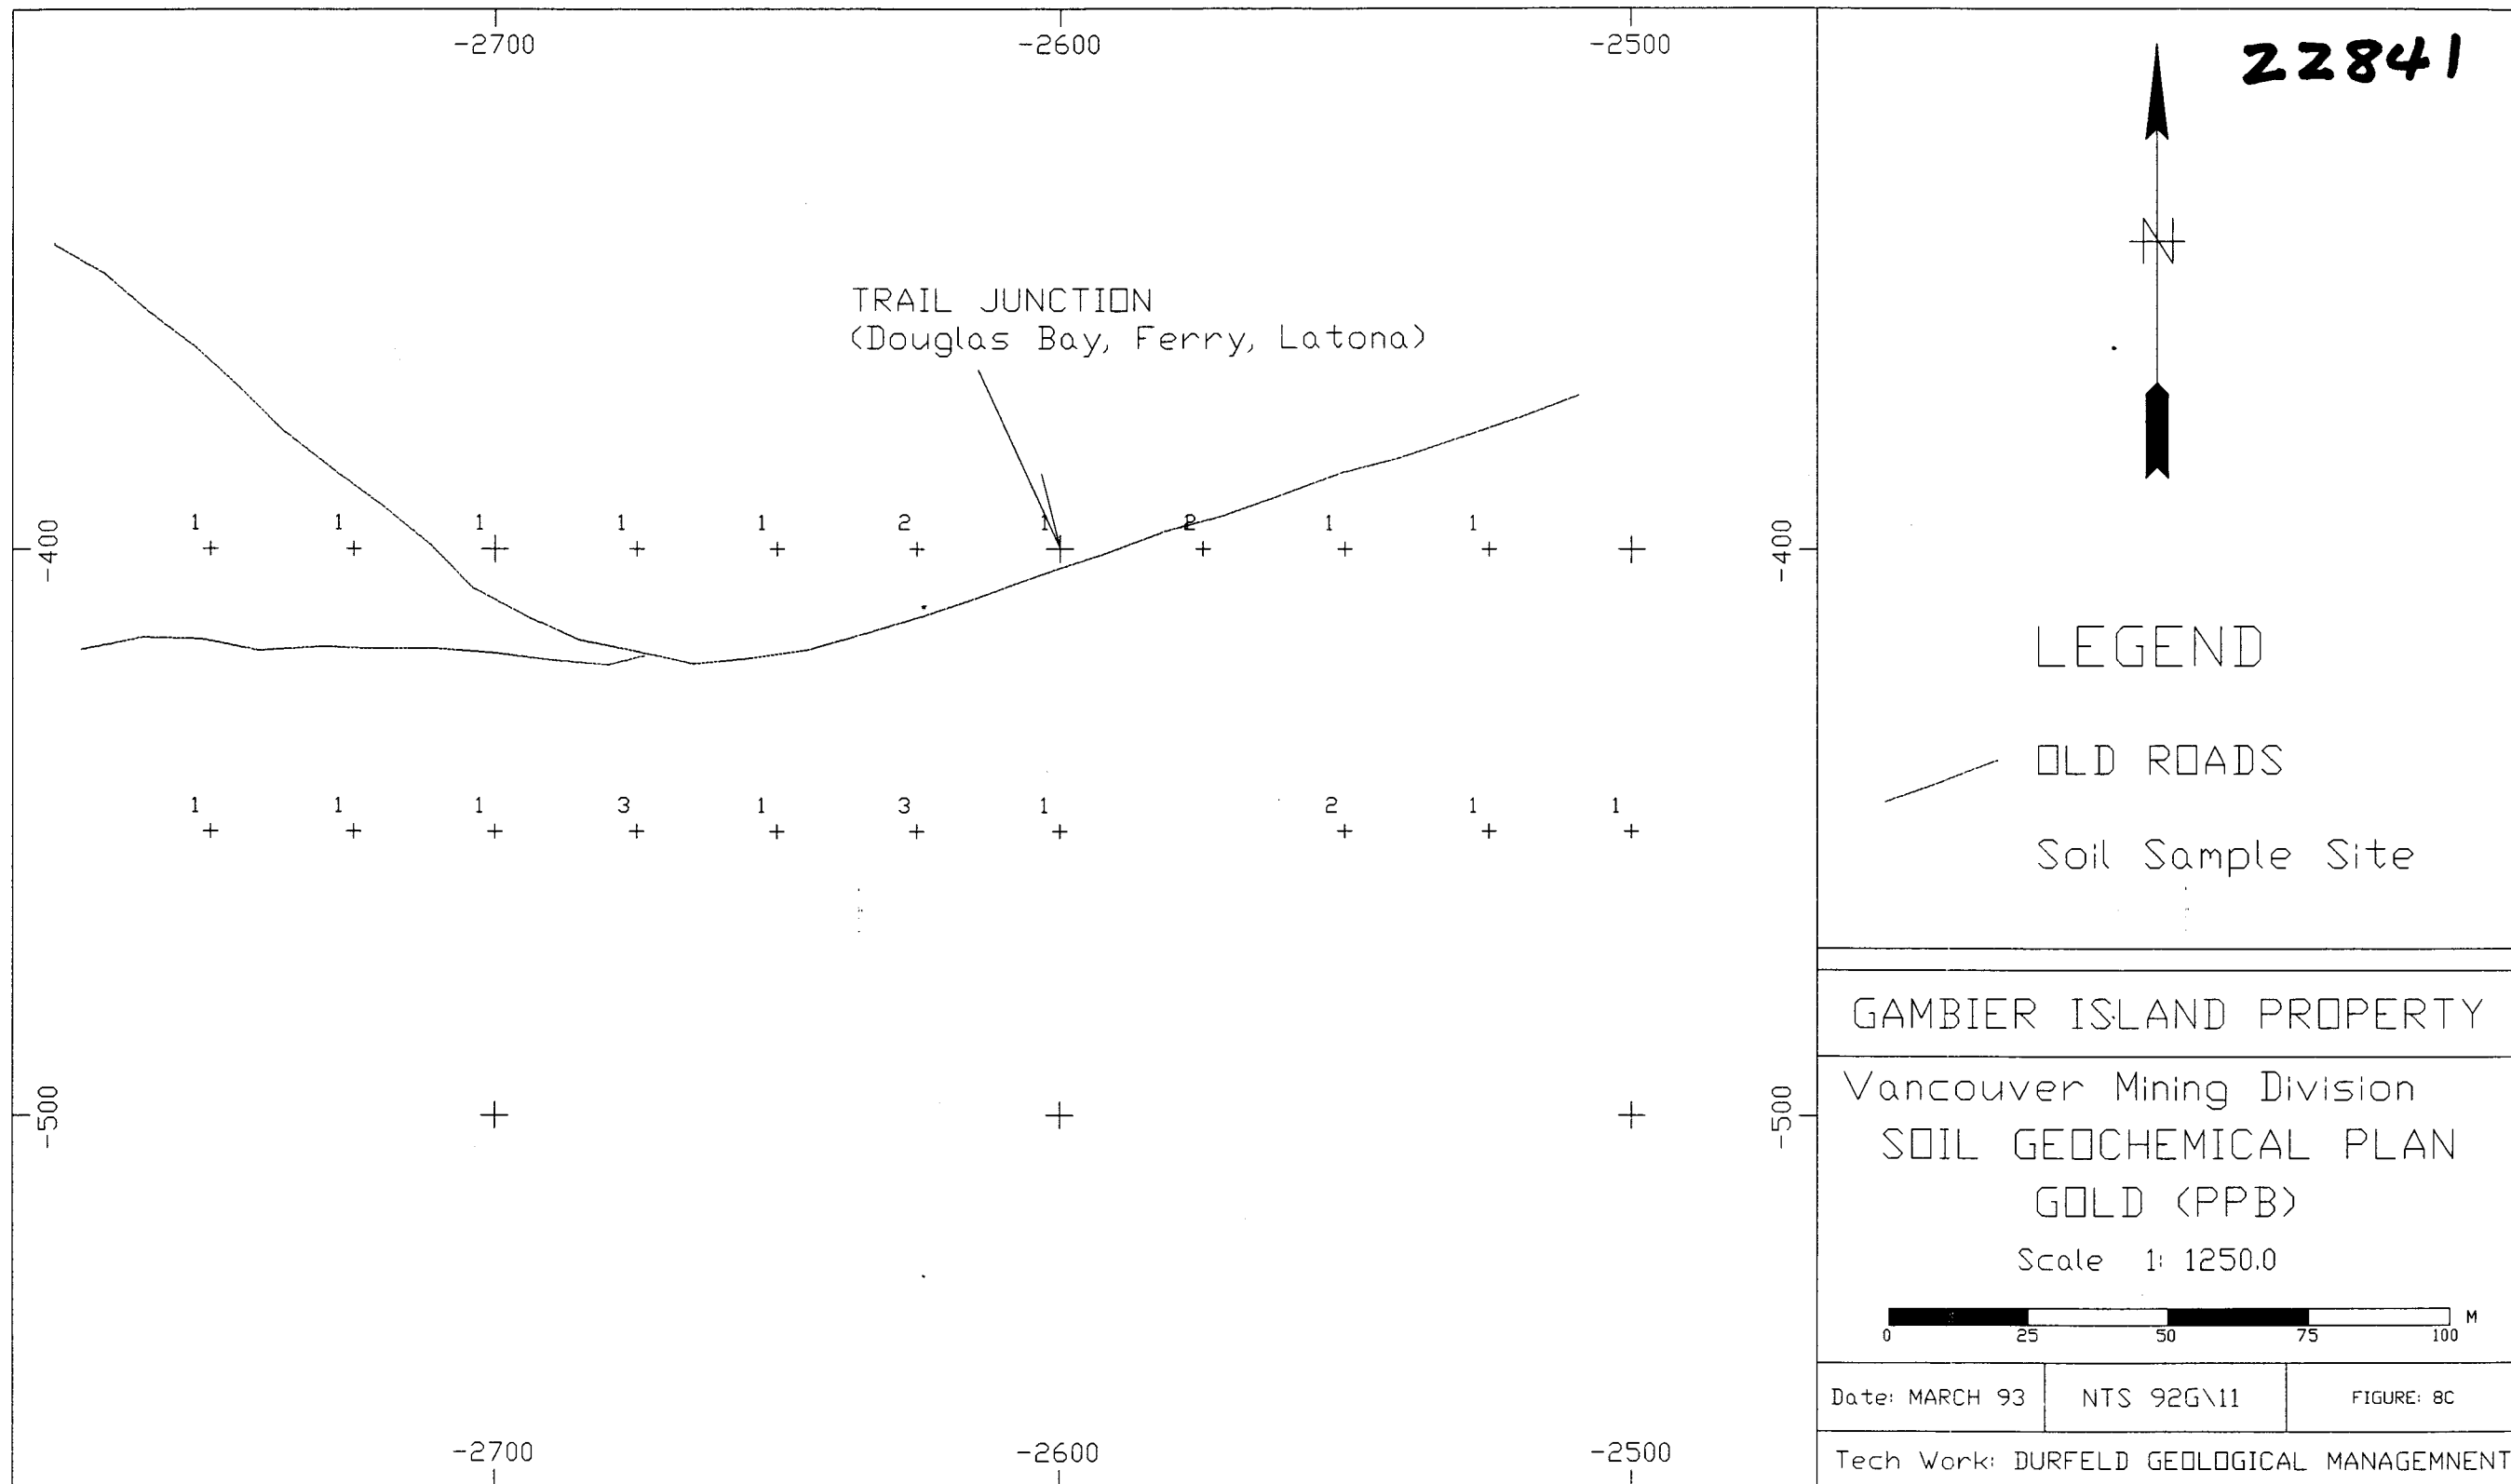 -2700 -2600 -2500
22841
N
TRAIL JUNCTION
(Douglas Bay, Ferry, Latona)
1 1 1 1 1 2 1 2 1 1
-400 -400
LEGEND
OLD ROADS
1 1 1 3 1 3 1 2 1 1
Soil Sample Site
GAMBIER ISLAND PROPERTY
-500 -500
Vancouver Mining Division
SOIL GEOCHEMICAL PLAN
GOLD (PPB)
Scale 1: 1250.0
M
0 25 50 75 100
Date: MARCH 93 NTS 92G\11 FIGURE: 8C
-2700 -2600 -2500
Tech Work: DURFELD GEOLOGICAL MANAGEMNENT